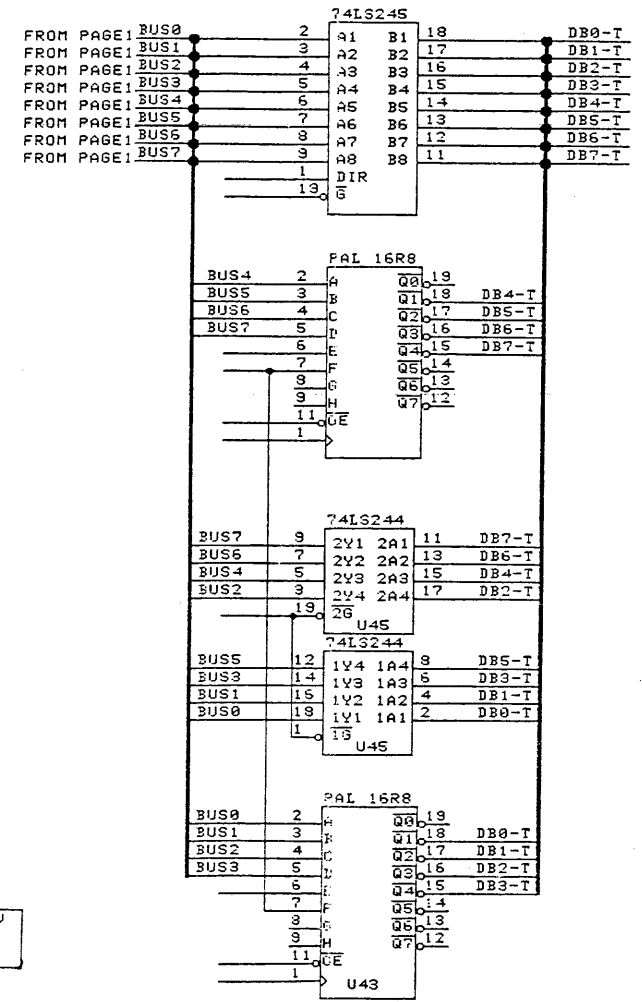 74LS245
FROM PAGE1 BUS0 2 A1 B1 18 DB0-T
FROM PAGE1 BUS1 3 A2 B2 17 DB1-T
FROM PAGE1 BUS2 4 A3 B3 16 DB2-T
FROM PAGE1 BUS3 5 A4 B4 15 DB3-T
FROM PAGE1 BUS4 6 A5 B5 14 DB4-T
FROM PAGE1 BUS5 7 A6 B6 13 DB5-T
FROM PAGE1 BUS6 8 A7 B7 12 DB6-T
FROM PAGE1 BUS7 9 A8 B8 11 DB7-T
1 DIR
19 G
PAL 16R8
BUS4 2 A Q0 19
BUS5 3 B Q1 18 DB4-T
BUS6 4 C Q2 17 DB5-T
BUS7 5 D Q3 16 DB6-T
6 E Q4 15 DB7-T
7 F Q5 14
8 G Q6 13
9 H Q7 12
11 OE
1
74LS244
BUS7 9 2Y1 2A1 11 DB7-T
BUS6 7 2Y2 2A2 13 DB6-T
BUS4 5 2Y3 2A3 15 DB4-T
BUS2 3 2Y4 2A4 17 DB2-T
19 2G
U45
74LS244
BUS5 12 1Y4 1A4 8 DB5-T
BUS3 14 1Y3 1A3 6 DB3-T
BUS1 16 1Y2 1A2 4 DB1-T
BUS0 18 1Y1 1A1 2 DB0-T
1 1G
U45
PAL 16R8
BUS0 2 A Q0 19
BUS1 3 B Q1 18 DB0-T
BUS2 4 C Q2 17 DB1-T
BUS3 5 D Q3 16 DB2-T
6 E Q4 15 DB3-T
7 F Q5 14
8 G Q6 13
9 H Q7 12
11 OE
1
U43